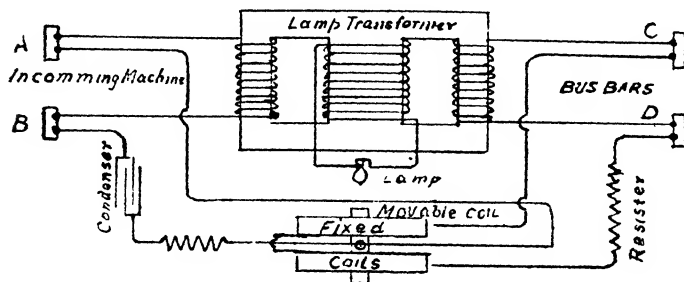 Lamp Transformer
A
C
Incomming Machine
BUS BARS
B
D
Lamp
Condenser
Movable coil
Fixed
Resister
Coils